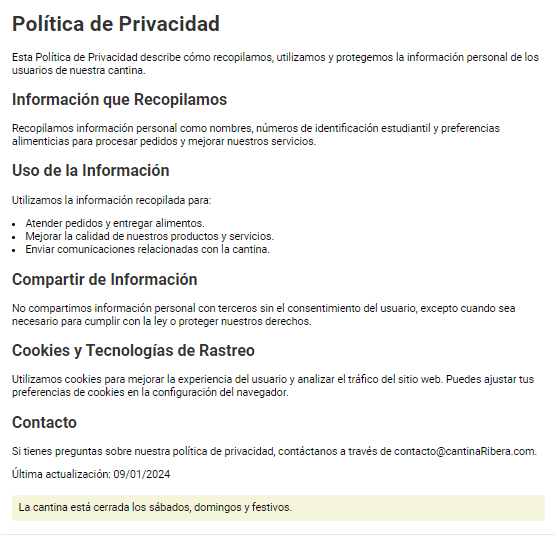 Política de Privacidad
Esta Política de Privacidad describe cómo recopilamos, utilizamos y protegemos la información personal de los
usuarios de nuestra cantina.
Información que Recopilamos
Recopilamos información personal como nombres, números de identificación estudiantil y preferencias
alimenticias para procesar pedidos y mejorar nuestros servicios.
Uso de la Información
Utilizamos la información recopilada para:
• Atender pedidos y entregar alimentos.
• Mejorar la calidad de nuestros productos y servicios.
• Enviar comunicaciones relacionadas con la cantina.
Compartir de Información
No compartimos información personal con terceros sin el consentimiento del usuario, excepto cuando sea
necesario para cumplir con la ley o proteger nuestros derechos.
Cookies y Tecnologías de Rastreo
Utilizamos cookies para mejorar la experiencia del usuario y analizar el tráfico del sitio web. Puedes ajustar tus
preferencias de cookies en la configuración del navegador.
Contacto
Si tienes preguntas sobre nuestra política de privacidad, contáctanos a través de contacto@cantinaRibera.com.
Última actualización: 09/01/2024
La cantina está cerrada los sábados, domingos y festivos.